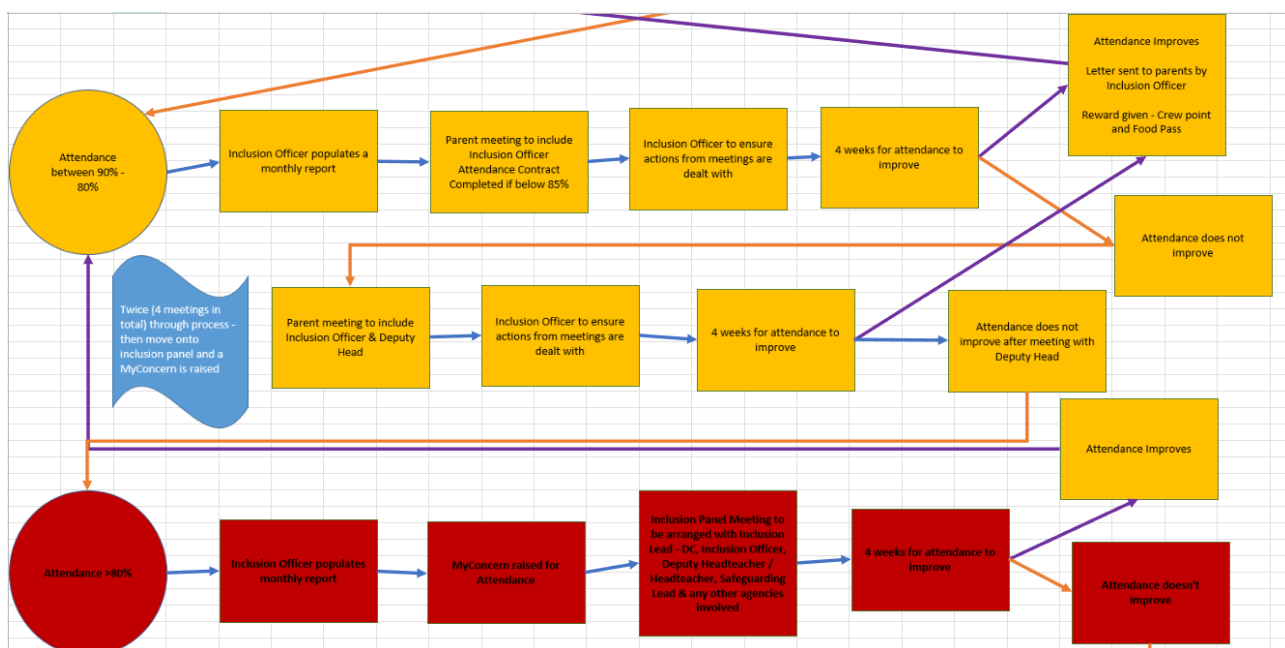 Attendance Improves
Letter sent to parents by
Inclusion Officer
Reward given - Crew point
and Food Pass
Attendance
between 90% -
80%
Inclusion Officer populates a
monthly report
Parent meeting to include
Inclusion Officer
Attendance Contract
Completed if below 85%
Inclusion Officer to ensure
actions from meetings are
dealt with
4 weeks for attendance to
improve
Attendance does not
improve
Twice (4 meetings in
total) through process -
then move onto
inclusion panel and a
MyConcern is raised
Parent meeting to include
Inclusion Officer & Deputy
Head
Inclusion Officer to ensure
actions from meetings are
dealt with
4 weeks for attendance to
improve
Attendance does not
improve after meeting with
Deputy Head
Attendance Improves
Attendance >80%
Inclusion Officer populates
monthly report
MyConcern raised for
Attendance
Inclusion Panel Meeting to
be arranged with Inclusion
Lead - DC, Inclusion Officer,
Deputy Headteacher /
Headteacher, Safeguarding
Lead & any other agencies
involved
4 weeks for attendance to
improve
Attendance doesn't
improve